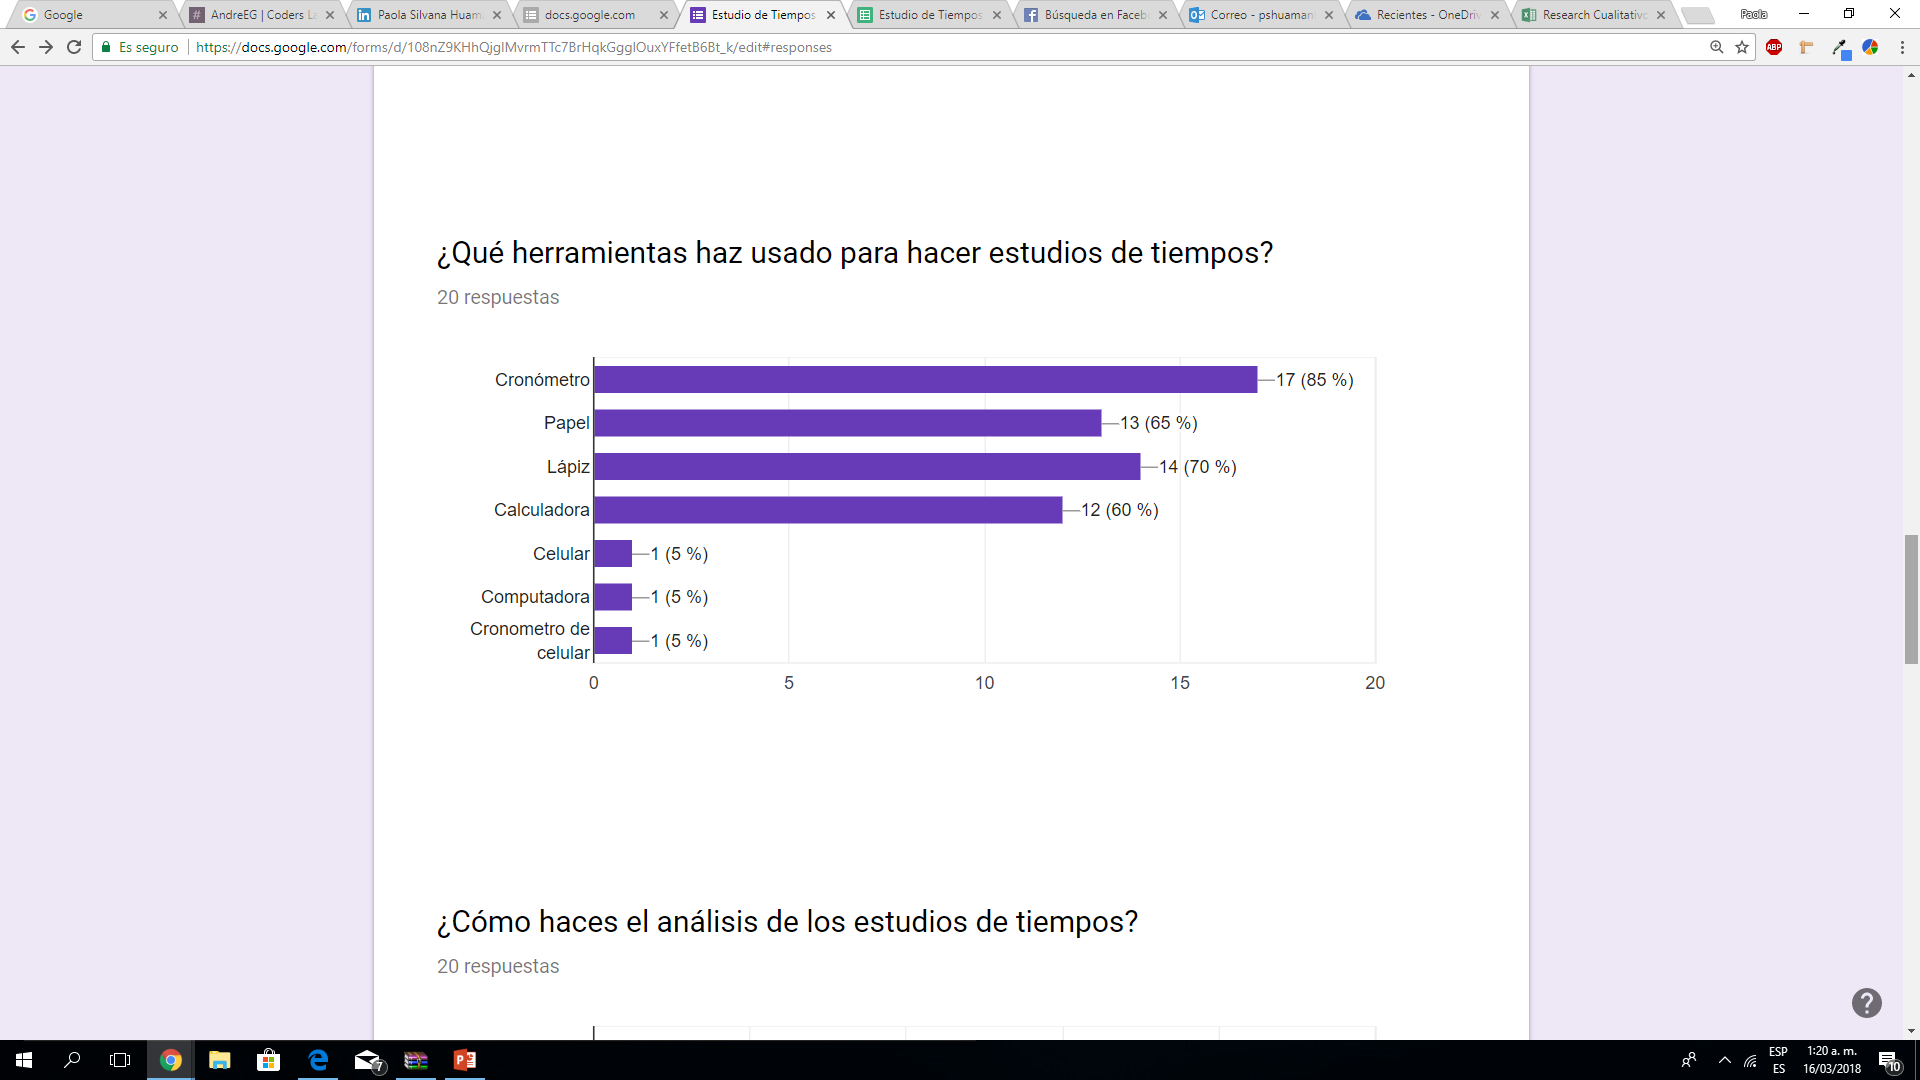 Google
AndreEG | Coders La
Paola Silvana Huam
docs.google.com
Estudio de Tiempos
Estudio de Tiempos
Búsqueda en Faceb
Correo - pshuaman
Recientes - OneDriv
Research Cualitativo
Paola
Es seguro
https://docs.google.com/forms/d/108nZ9KHhQjglMvrmTTc7BrHqkGgglOuxYFfetB6Bt_k/edit#responses
ABP
¿Qué herramientas haz usado para hacer estudios de tiempos?
20 respuestas
Cronómetro
17 (85 %)
Papel
13 (65 %)
Lápiz
14 (70 %)
Calculadora
12 (60 %)
Celular
1 (5 %)
Computadora
1 (5 %)
Cronometro de
celular
1 (5 %)
0 5 10 15 20
¿Cómo haces el análisis de los estudios de tiempos?
20 respuestas
7
ESP
ES
1:20 a. m.
16/03/2018
10